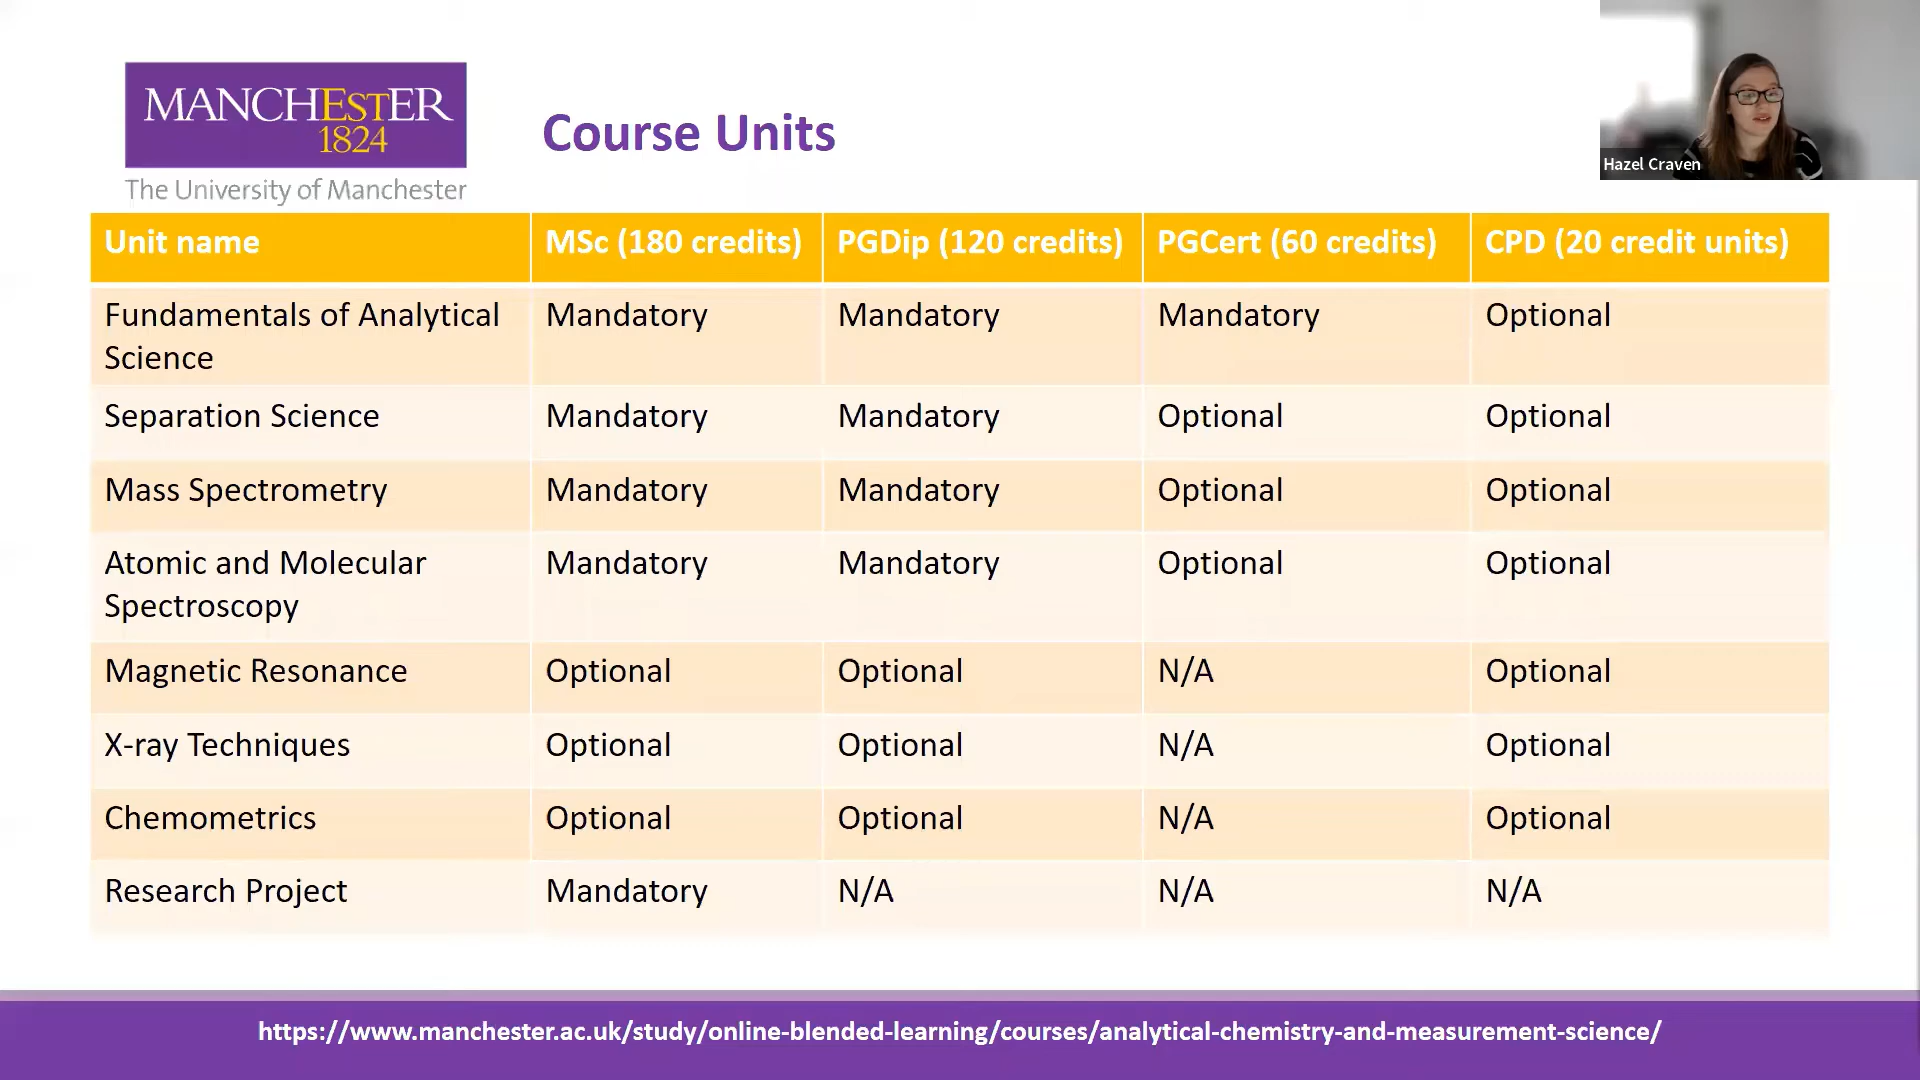 MANCHEstER
1824
The University of Manchester
Course Units
Hazel Craven
Unit name MSc (180 credits) PGDip (120 credits) PGCert (60 credits) CPD (20 credit units)
Fundamentals of Analytical Mandatory Mandatory Mandatory Optional
Science
Separation Science Mandatory Mandatory Optional Optional
Mass Spectrometry Mandatory Mandatory Optional Optional
Atomic and Molecular Mandatory Mandatory Optional Optional
Spectroscopy
Magnetic Resonance Optional Optional N/A Optional
X-ray Techniques Optional Optional N/A Optional
Chemometrics Optional Optional N/A Optional
Research Project Mandatory N/A N/A N/A
https://www.manchester.ac.uk/study/online-blended-learning/courses/analytical-chemistry-and-measurement-science/